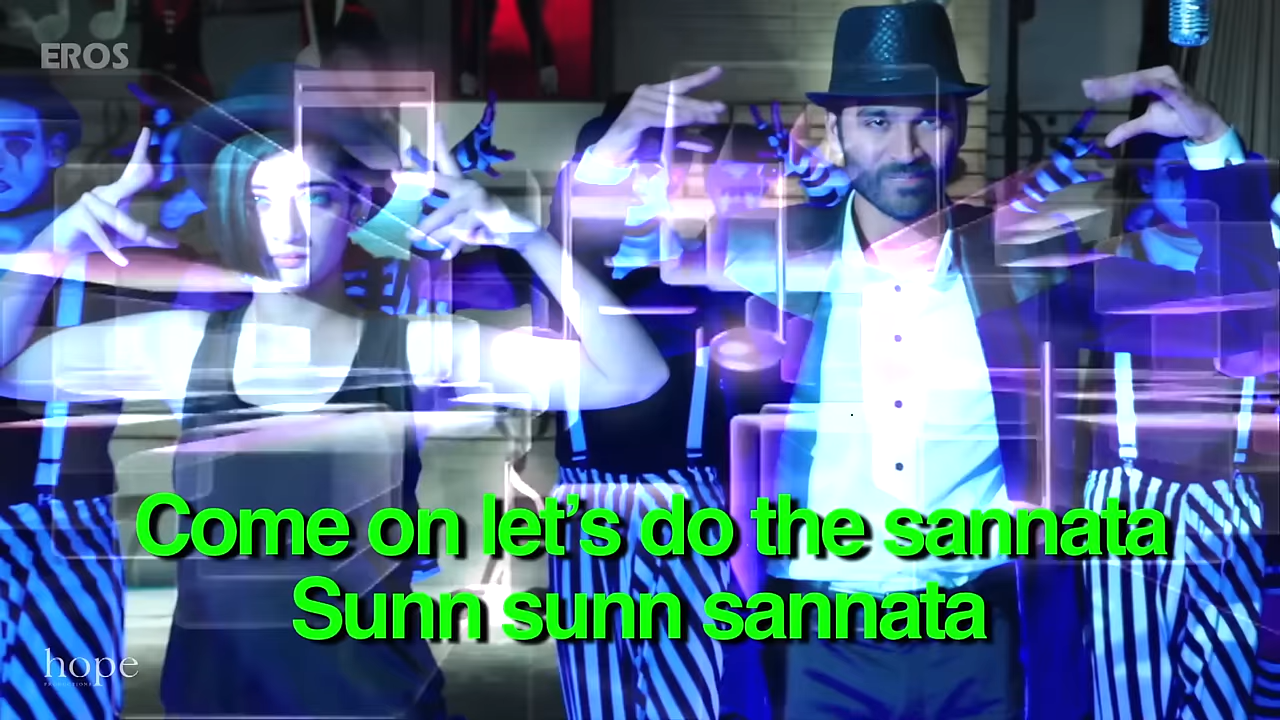 EROS
Come on let's do the sannata
Sunn sunn sannata
hope